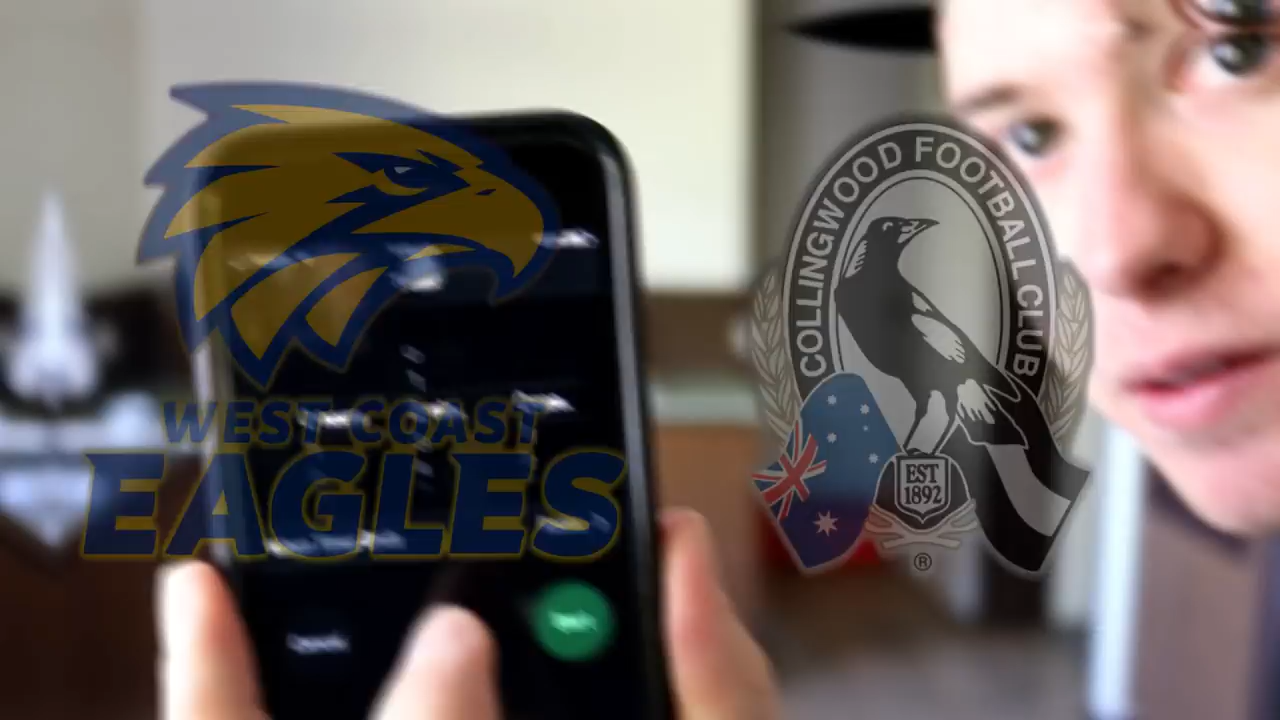 WEST COAST
EAGLES
COLLINGWOOD FOOTBALL CLUB
EST
1892
®